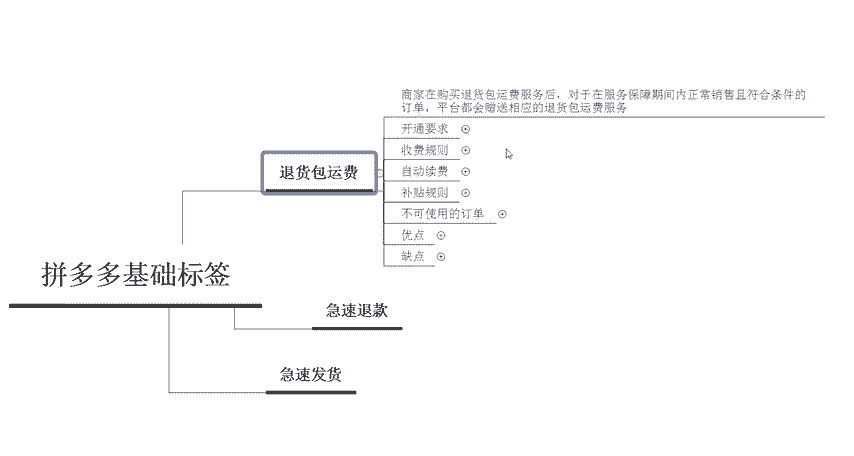 商家在购买退货包运费服务后，对于在服务保障期间内正常销售且符合条件的
订单，平台都会赠送相应的退货包运费服务
开通要求
收费规则
退货包运费
自动续费
补贴规则
不可使用的订单
优点
缺点
拼多多基础标签
急速退款
急速发货